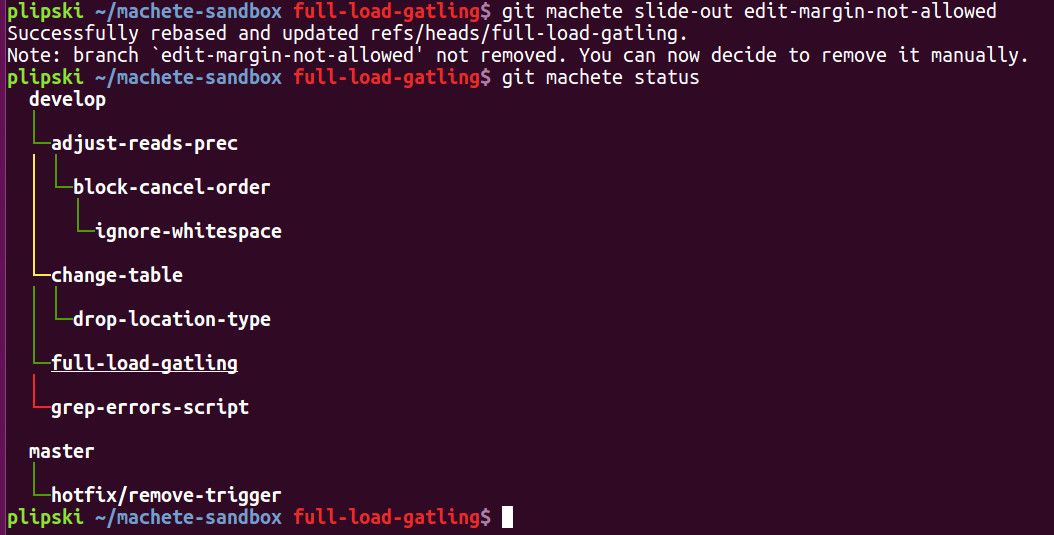 plipski ~/machete-sandbox full-load-gatling$ git machete slide-out edit-margin-not-allowed
Successfully rebased and updated refs/heads/full-load-gatling.
Note: branch `edit-margin-not-allowed' not removed. You can now decide to remove it manually.
plipski ~/machete-sandbox full-load-gatling$ git machete status
develop
adjust-reads-prec
block-cancel-order
ignore-whitespace
change-table
drop-location-type
full-load-gatling
grep-errors-script
master
hotfix/remove-trigger
plipski ~/machete-sandbox full-load-gatling$